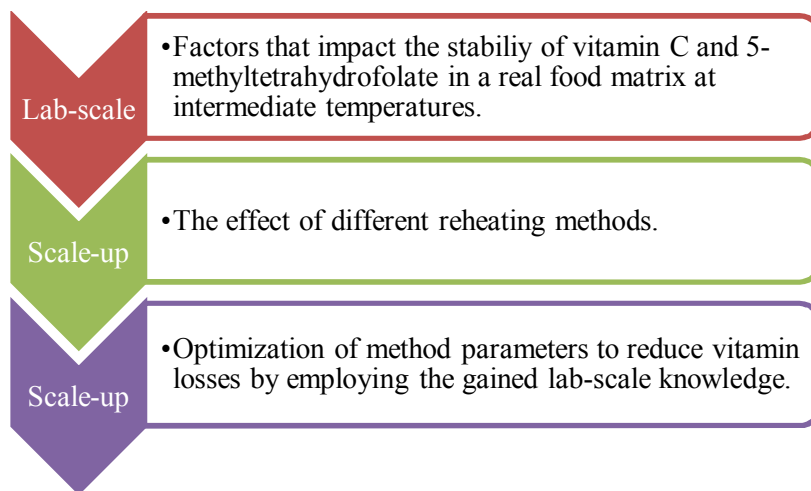 Lab-scale
•Factors that impact the stabiliy of vitamin C and 5-
methyltetrahydrofolate in a real food matrix at
intermediate temperatures.
Scale-up
•The effect of different reheating methods.
Scale-up
•Optimization of method parameters to reduce vitamin
losses by employing the gained lab-scale knowledge.